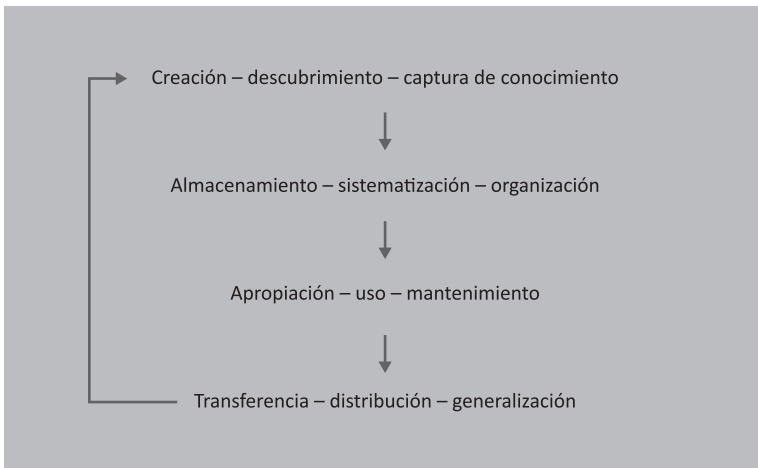 Creación – descubrimiento – captura de conocimiento
Almacenamiento – sistematización – organización
Apropiación – uso – mantenimiento
Transferencia – distribución – generalización